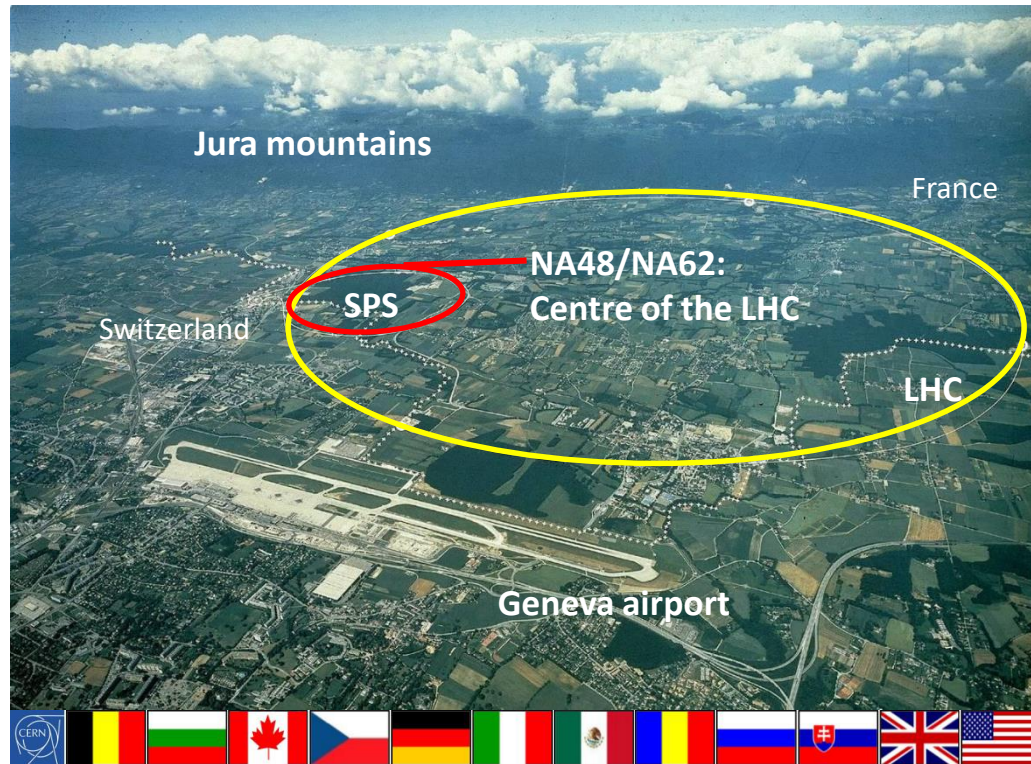 Jura mountains
France
NA48/NA62:
Centre of the LHC
SPS
Switzerland
LHC
Geneva airport
CERN